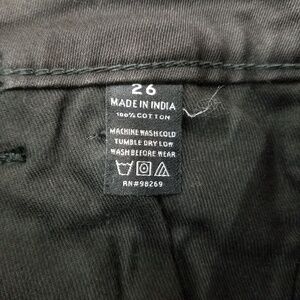 26
MADE IN INDIA
100% COTTON
MACHINE WASH COLD
TUMBLE DRY LOW
WASH BEFORE WEAR
RN#98269